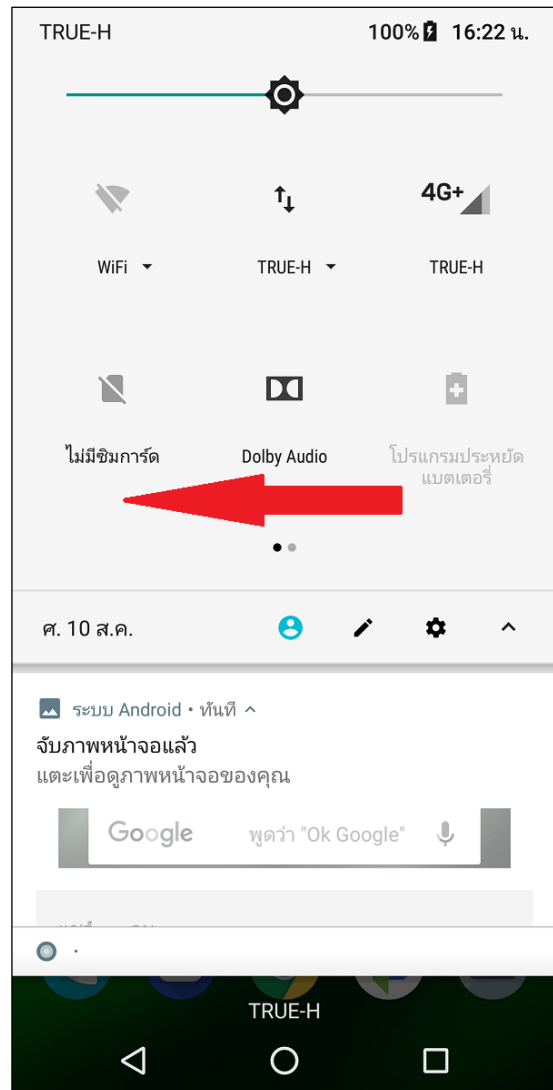 TRUE-H 100% 16:22 น.
4G+
WiFi TRUE-H TRUE-H
ไม่มีซิมการ์ด Dolby Audio โปรแกรมประหยัด
แบตเตอรี่
ศ. 10 ส.ค.
ระบบ Android • ทันที
จับภาพหน้าจอแล้ว
แตะเพื่อดูภาพหน้าจอของคุณ
Google พูดว่า "Ok Google"
TRUE-H